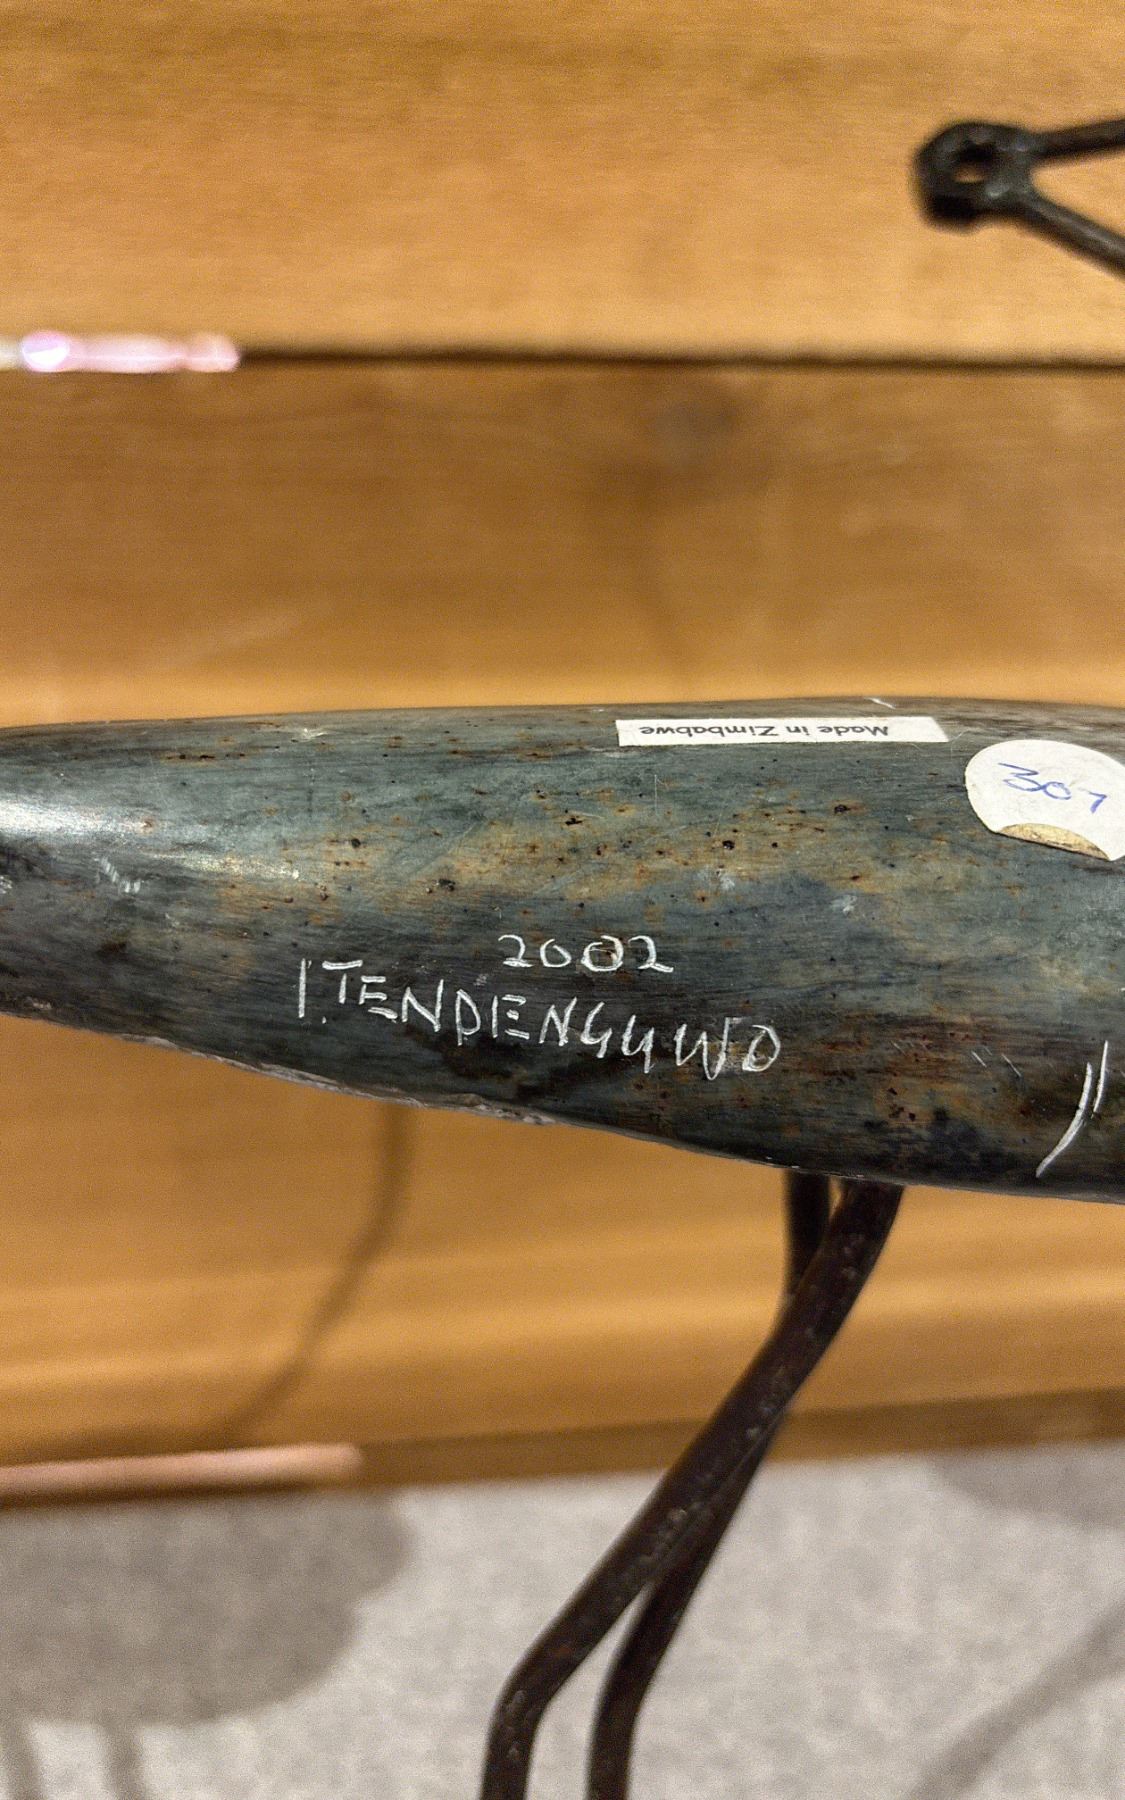 Made in Zimbabwe
307
2002
I.TENDENGUWO